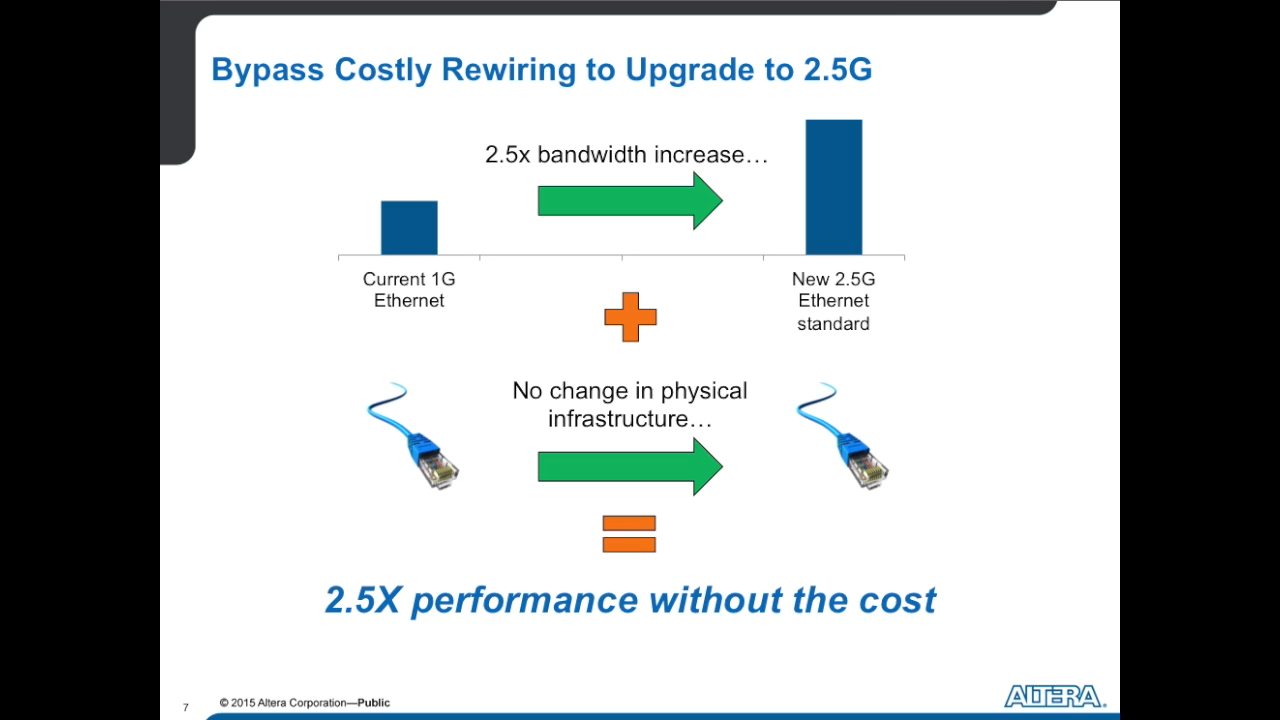 Bypass Costly Rewiring to Upgrade to 2.5G
2.5x bandwidth increase…
Current 1G
Ethernet
New 2.5G
Ethernet
standard
No change in physical
infrastructure…
2.5X performance without the cost
7
© 2015 Altera Corporation—Public
ALTERA®